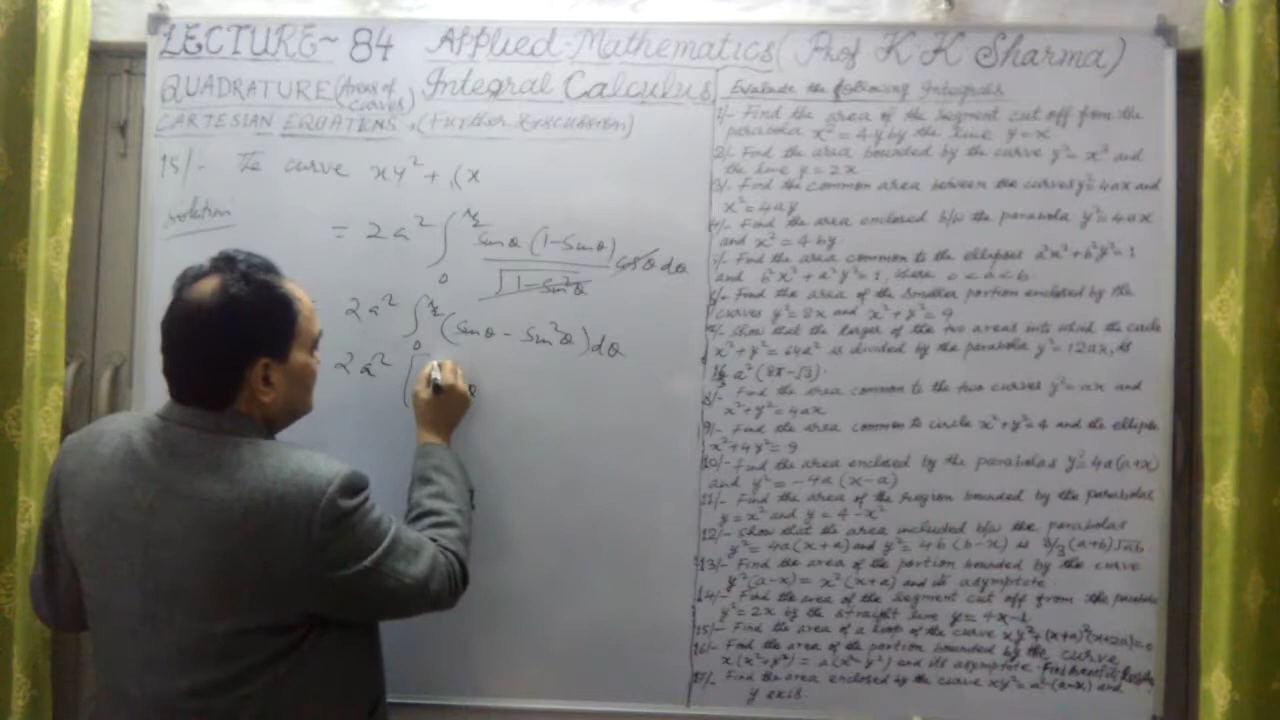 LECTURE~84 Applied Mathematics (Prof K K Sharma)
QUADRATURE (Areas of curves), Integral Calculus
CARTESIAN EQUATIONS, (Further
15/- The curve xy² + (x
solution
= 2a² ∫₀^π/2 sinθ (1-sinθ) / √1-sin²θ cosθ dθ
2a² ∫₀^π/2 (sinθ - sin²θ) dθ
2a²
Evaluate the following Integrals
1/- Find the area of the segment cut off from the
parabola x² = 4y by the line y = x
2/- Find the area bounded by the curve y² = x³ and
the line y = 2x
3/- Find the common area between the curves y² = 4ax and
x² = 4ay
4/- Find the area enclosed b/w the parabola y² = 4ax
and x² = 4by
/- Find the area common to the ellipses a²x² + b²y² = 1
and b²x² + a²y² = 1, where 0 < a < b
6/- Find the area of the smaller portion enclosed by the
curves y² = 8x and x² + y² = 9
/- Show that the larger of the two areas into which the circle
x² + y² = 64a² is divided by the parabola y² = 12ax, is
16/3 a² (8π - √3).
8/- Find the area common to the two curves y² = ax and
x² + y² = 4ax
9/- Find the area common to circle x² + y² = 4 and the ellipse
x² + 4y² = 9
10/- Find the area enclosed by the parabolas y² = 4a(a+x)
and y² = -4a(x-a)
11/- Find the area of the region bounded by the parabolas
y = x² and y = 4 - x²
12/- Show that the area included b/w the parabolas
y² = 4a(x+a) and y² = 4b(b-x) is 8/3 (a+b)√ab
13/- Find the area of the portion bounded by the curve
y²(a-x) = x²(x+a) and its asymptote
14/- Find the area of the segment cut off from the parabola
y² = 2x by the straight line y = 4x-1
15/- Find the area of a loop of the curve xy² + (x+a)²(x+2a) = 0
16/- Find the area of the portion bounded by the curve
x(x²+y²) = a(x²-y²) and its asymptote.
17/- Find the area enclosed by the curve xy² = a²(a-x) and
y axis.